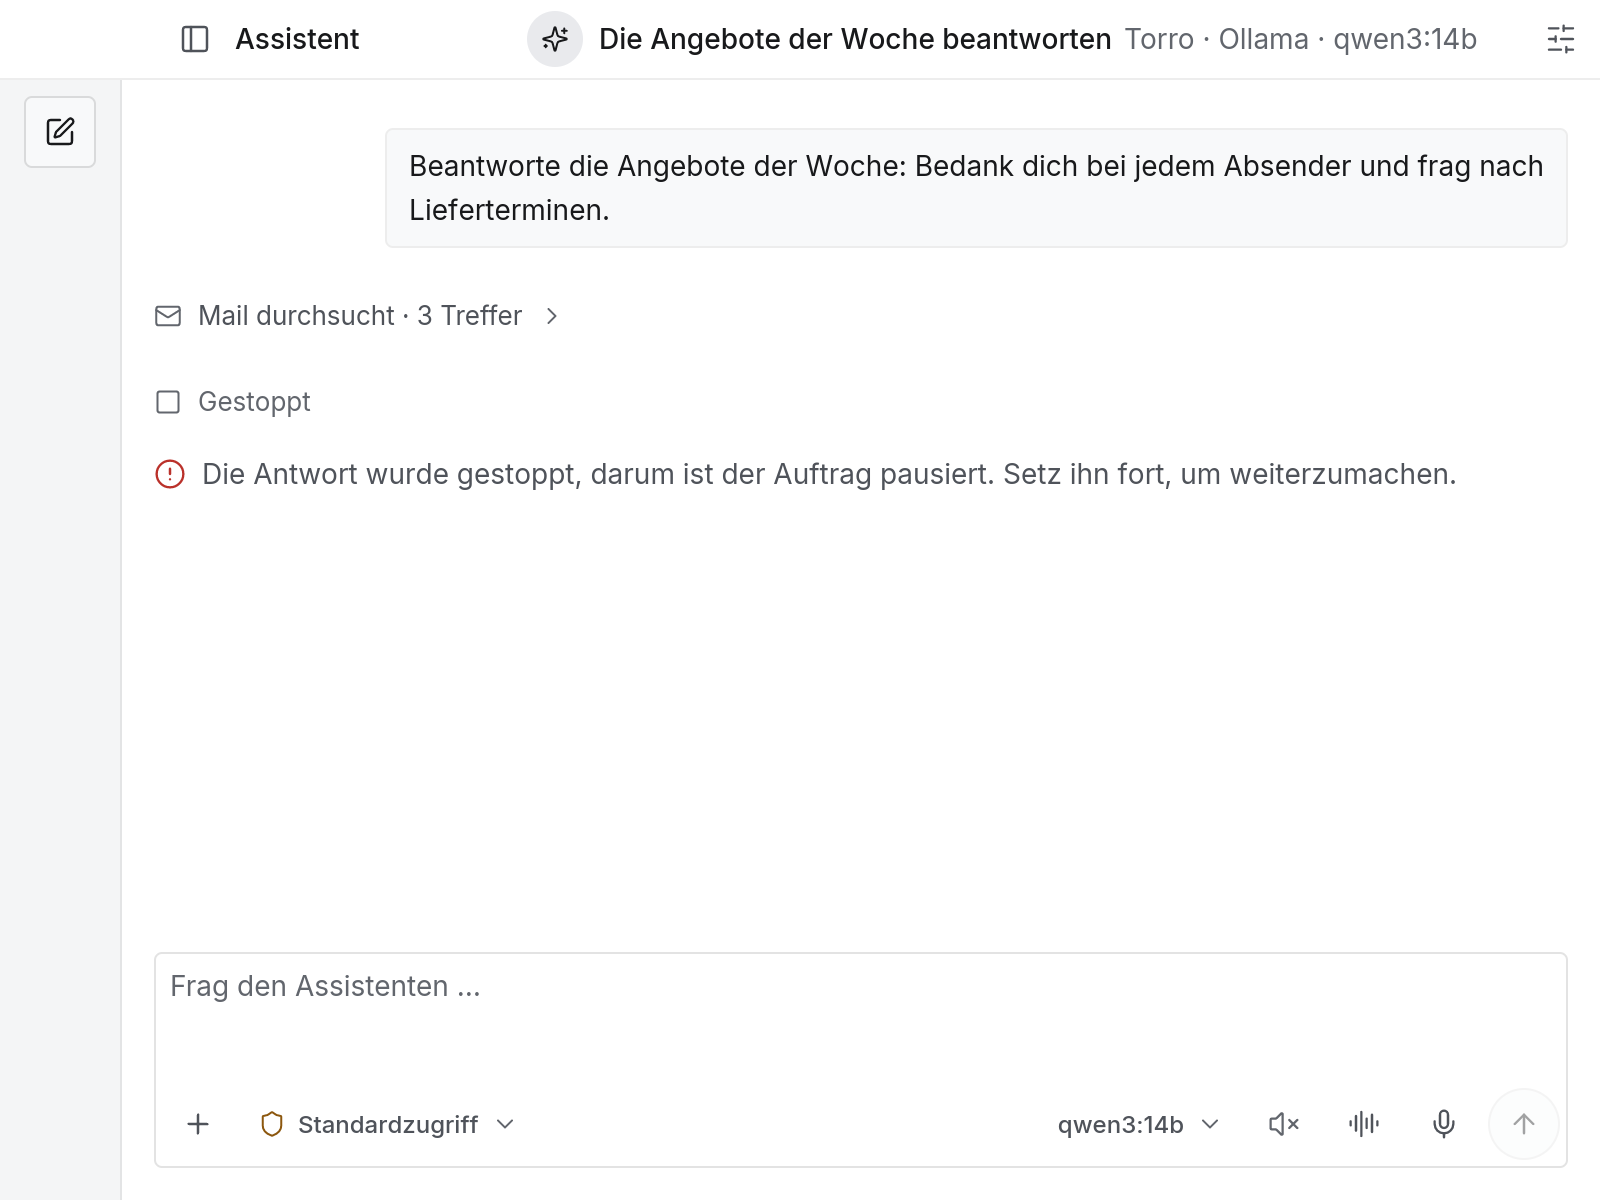 Assistent
Die Angebote der Woche beantworten Torro · Ollama · qwen3:14b
Beantworte die Angebote der Woche: Bedank dich bei jedem Absender und frag nach
Lieferterminen.
Mail durchsucht · 3 Treffer
Gestoppt
Die Antwort wurde gestoppt, darum ist der Auftrag pausiert. Setz ihn fort, um weiterzumachen.
Frag den Assistenten ...
Standardzugriff
qwen3:14b